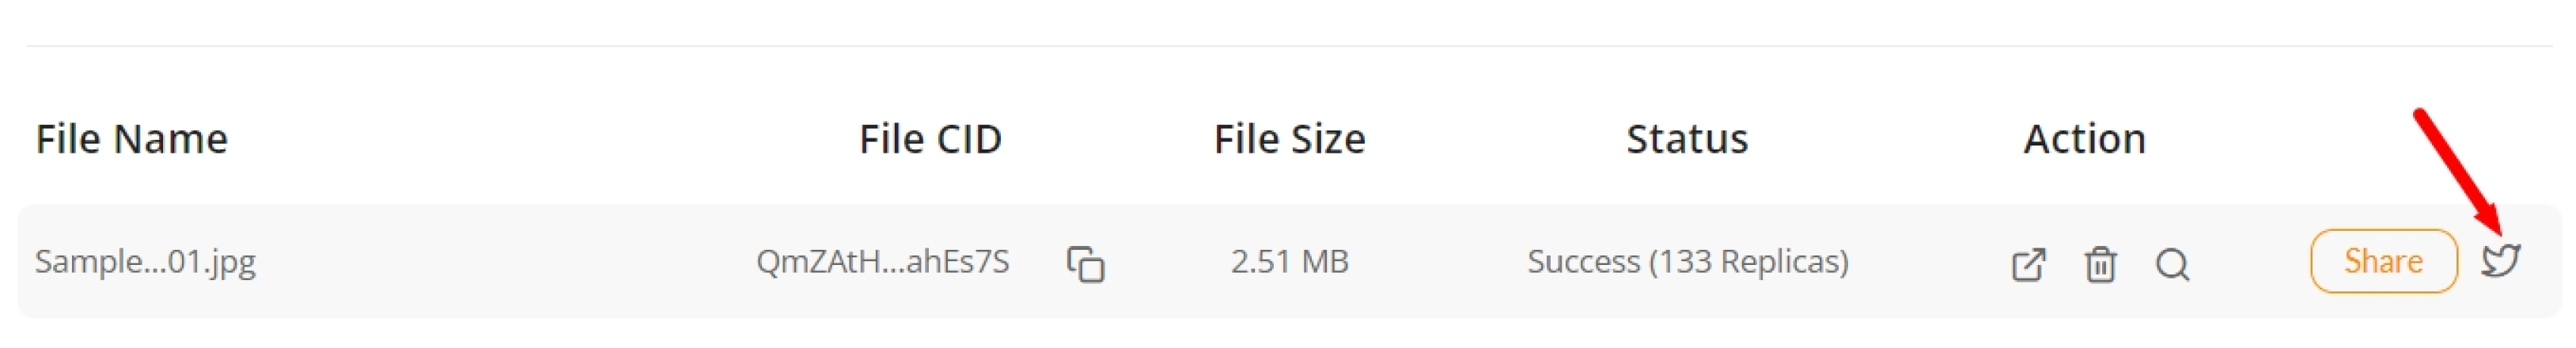 File Name File CID File Size Status Action
Sample...01.jpg QmZAtH...ahEs7S 2.51 MB Success (133 Replicas) Share